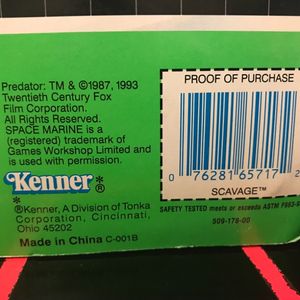 Predator: TM & ©1987, 1993
Twentieth Century Fox
Film Corporation.
All Rights Reserved.
SPACE MARINE is a
(registered) trademark of
Games Workshop Limited and
is used with permission.
Kenner®
*
®Kenner, A Division of Tonka
Corporation, Cincinnati,
Ohio 45202
Made in China C-001B
PROOF OF PURCHASE
0 76281 65717 2
SCAVAGE™
SAFETY TESTED meets or exceeds ASTM
509-178-00